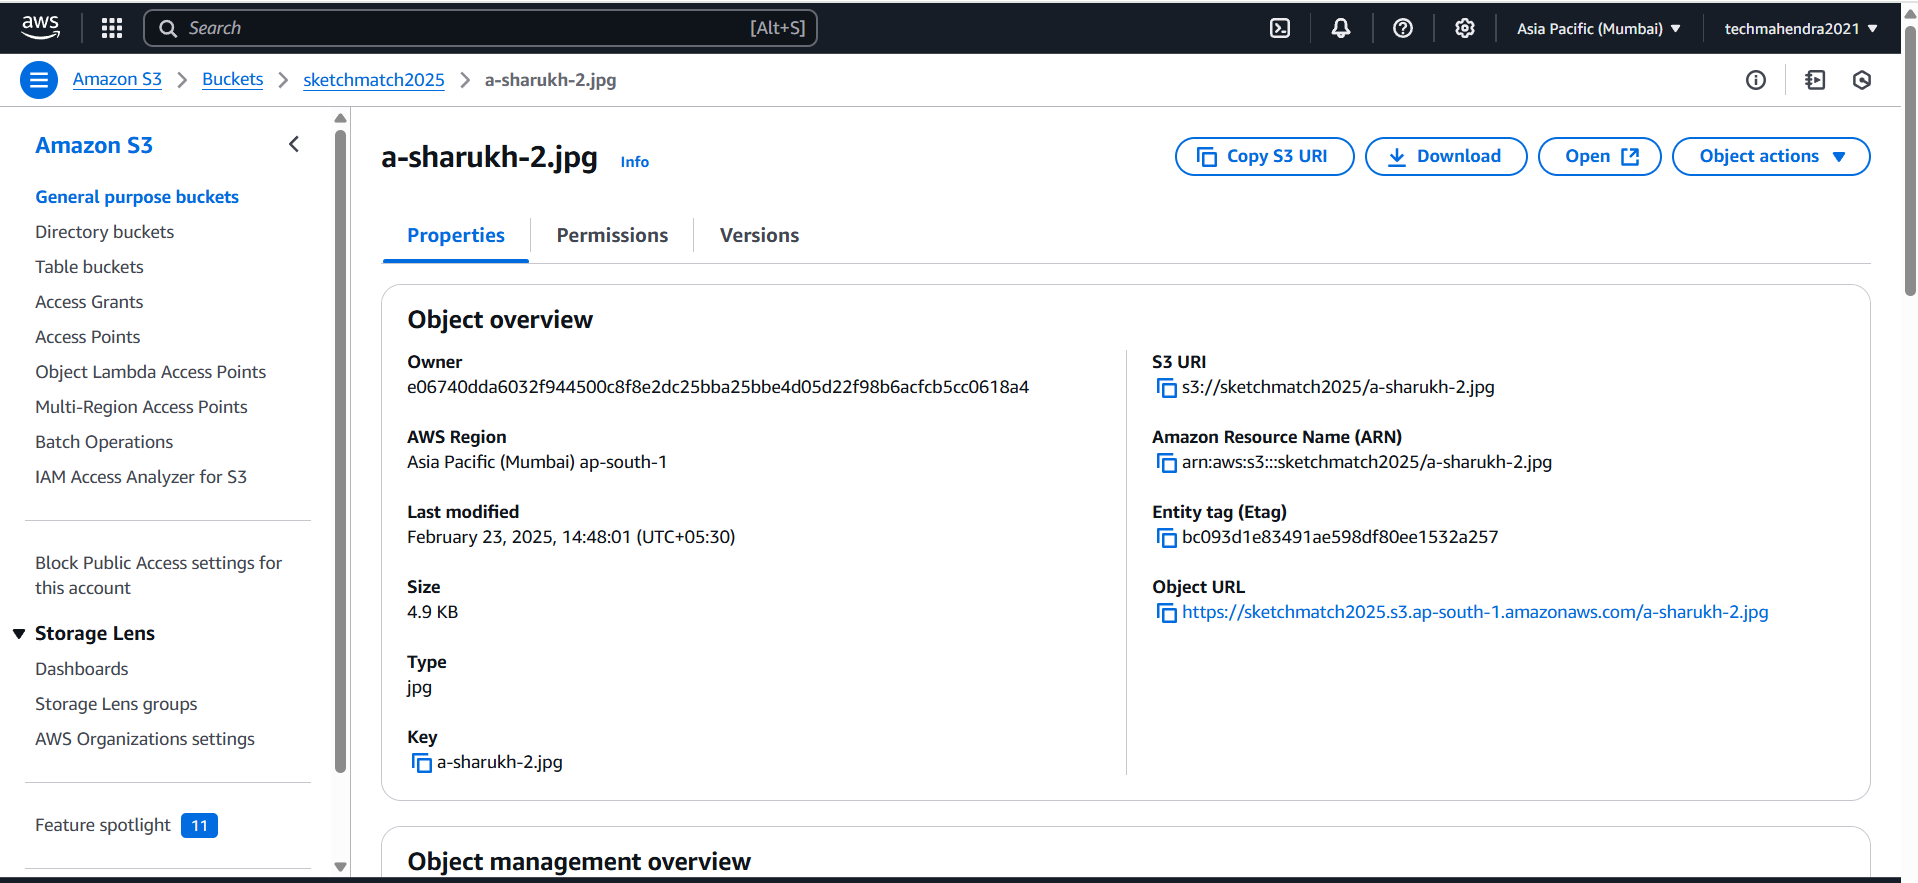 aws
Search [Alt+S]
Asia Pacific (Mumbai) techmahendra2021
Amazon S3 Buckets sketchmatch2025 a-sharukh-2.jpg
Amazon S3
General purpose buckets
Directory buckets
Table buckets
Access Grants
Access Points
Object Lambda Access Points
Multi-Region Access Points
Batch Operations
IAM Access Analyzer for S3
Block Public Access settings for
this account
Storage Lens
Dashboards
Storage Lens groups
AWS Organizations settings
Feature spotlight 11
a-sharukh-2.jpg Info
Copy S3 URI Download Open Object actions
Properties Permissions Versions
Object overview
Owner
e06740dda6032f944500c8f8e2dc25bba25bbe4d05d22f98b6acfcb5cc0618a4
AWS Region
Asia Pacific (Mumbai) ap-south-1
Last modified
February 23, 2025, 14:48:01 (UTC+05:30)
Size
4.9 KB
Type
jpg
Key
a-sharukh-2.jpg
S3 URI
s3://sketchmatch2025/a-sharukh-2.jpg
Amazon Resource Name (ARN)
arn:aws:s3:::sketchmatch2025/a-sharukh-2.jpg
Entity tag (Etag)
bc093d1e83491ae598df80ee1532a257
Object URL
https://sketchmatch2025.s3.ap-south-1.amazonaws.com/a-sharukh-2.jpg
Object management overview